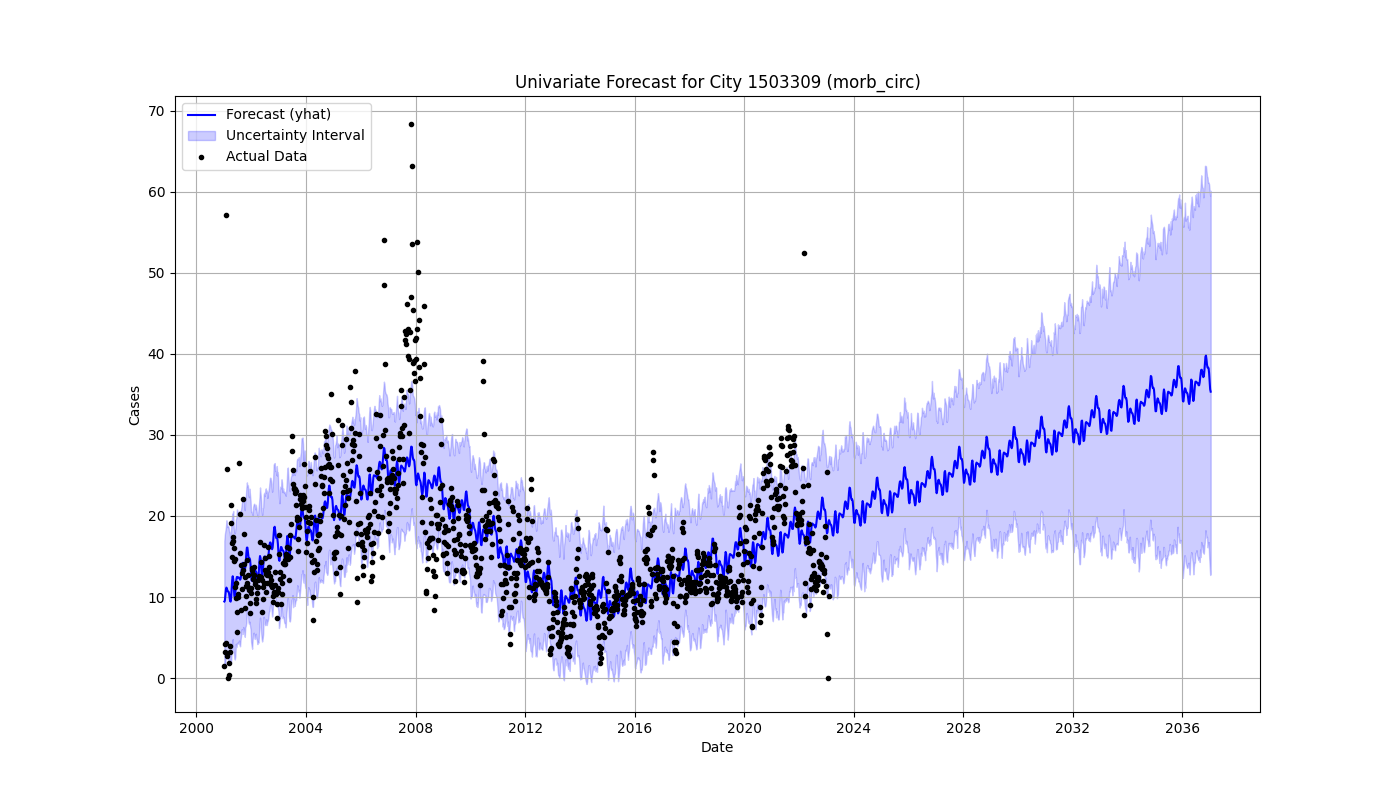 Univariate Forecast for City 1503309 (morb_circ)
Forecast (yhat)
Uncertainty Interval
Actual Data
70
60
50
40
30
20
10
0
Cases
2000 2004 2008 2012 2016 2020 2024 2028 2032 2036
Date